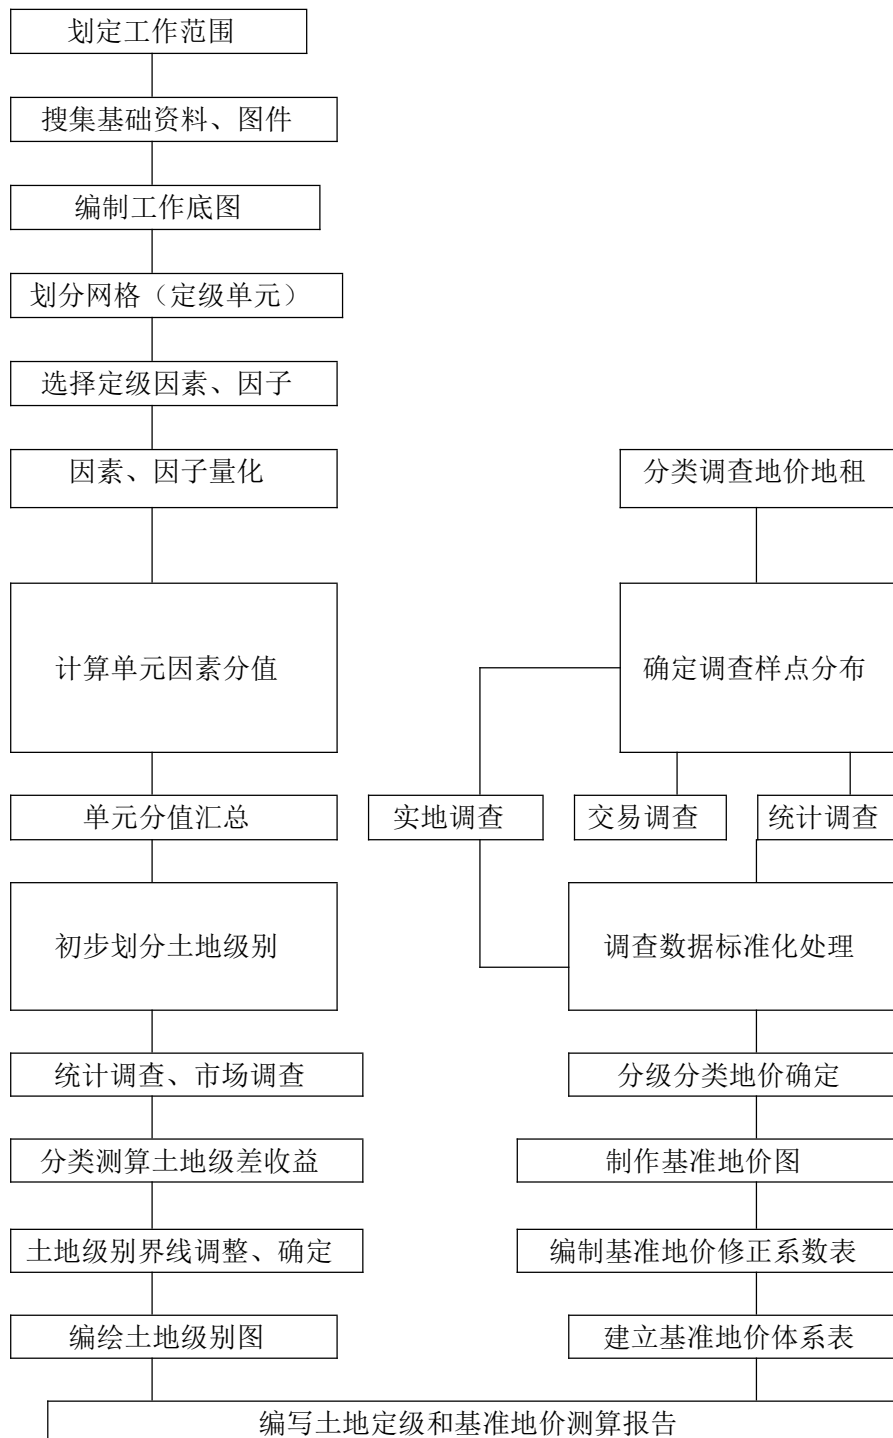 划定工作范围
搜集基础资料、图件
编制工作底图
划分网格（定级单元）
选择定级因素、因子
因素、因子量化
分类调查地价地租
计算单元因素分值
确定调查样点分布
单元分值汇总
实地调查
交易调查
统计调查
初步划分土地级别
调查数据标准化处理
统计调查、市场调查
分级分类地价确定
分类测算土地级差收益
制作基准地价图
土地级别界线调整、确定
编制基准地价修正系数表
编绘土地级别图
建立基准地价体系表
编写土地定级和基准地价测算报告